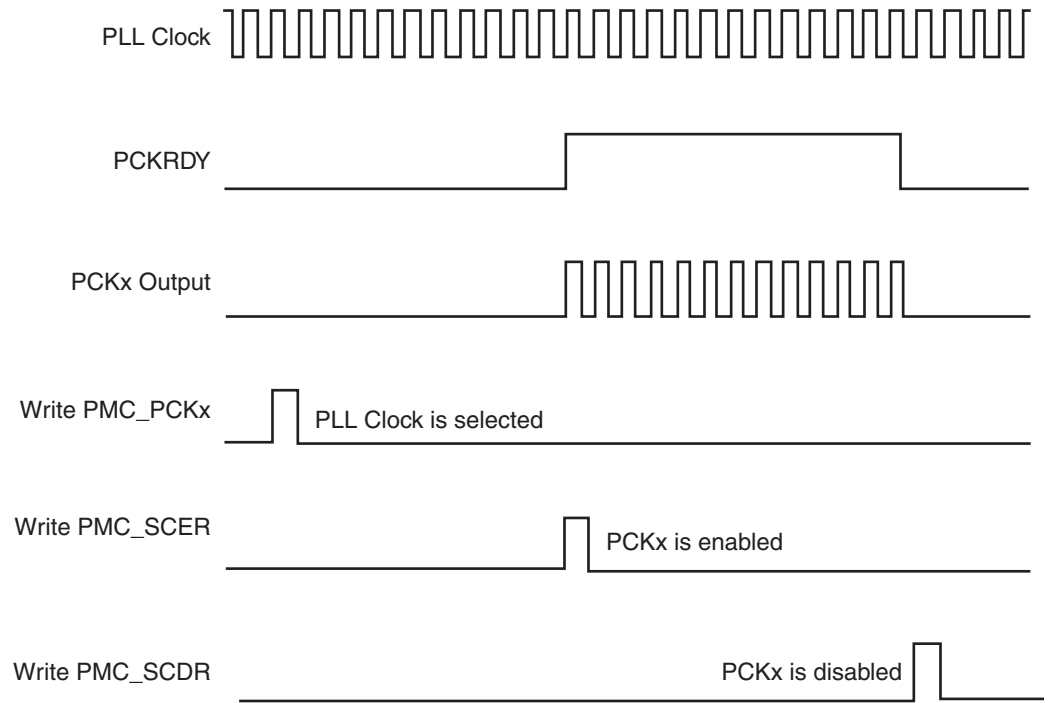 PLL Clock
PCKRDY
PCKx Output
Write PMC_PCKx
PLL Clock is selected
Write PMC_SCER
PCKx is enabled
Write PMC_SCDR
PCKx is disabled